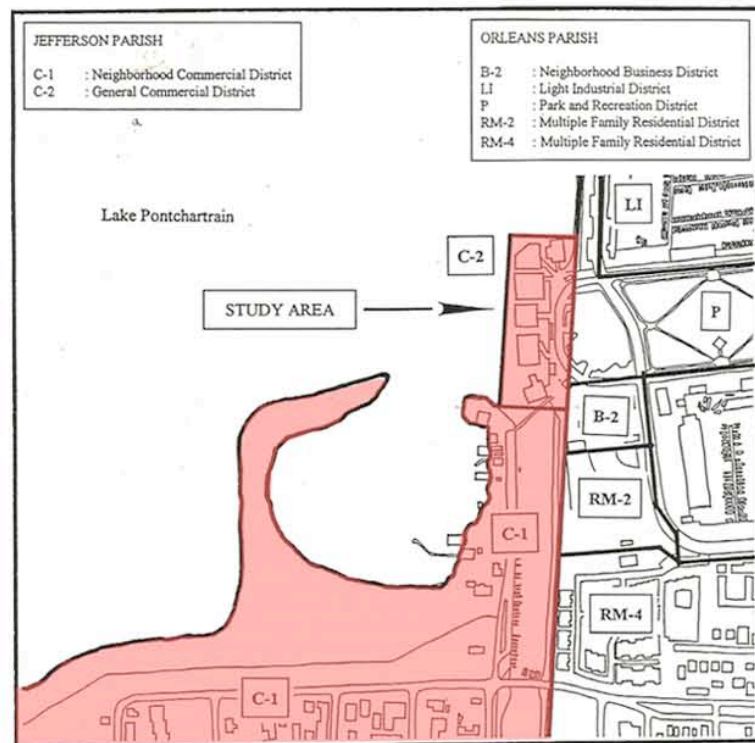 JEFFERSON PARISH
C-1 : Neighborhood Commercial District
C-2 : General Commercial District
ORLEANS PARISH
B-2 : Neighborhood Business District
LI : Light Industrial District
P : Park and Recreation District
RM-2 : Multiple Family Residential District
RM-4 : Multiple Family Residential District
Lake Pontchartrain
LI
C-2
STUDY AREA
P
B-2
RM-2
C-1
RM-4
C-1